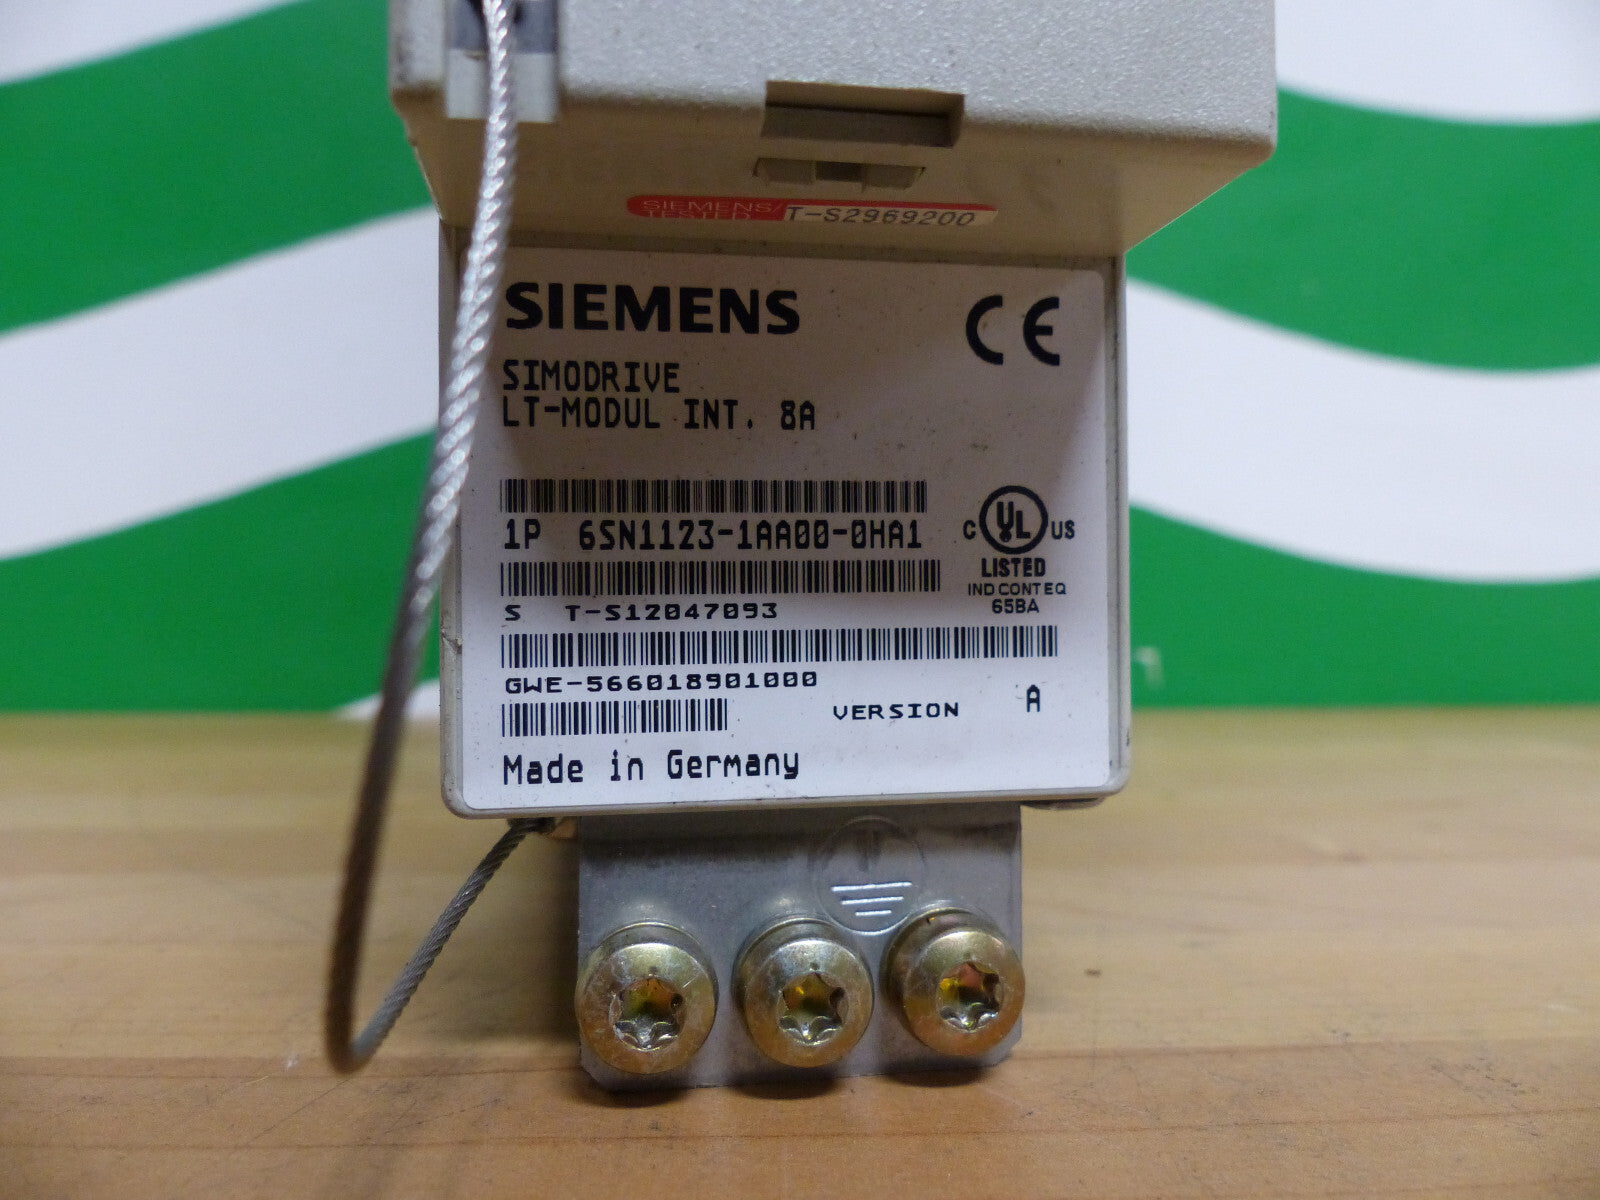 SIEMENS/
TESTED T-S2969200
SIEMENS CE
SIMODRIVE
LT-MODUL INT. 8A
1P 6SN1123-1AA00-0HA1
C UL US
LISTED
IND CONT EQ
65BA
S T-S12047093
GWE-566018901000
VERSION A
Made in Germany